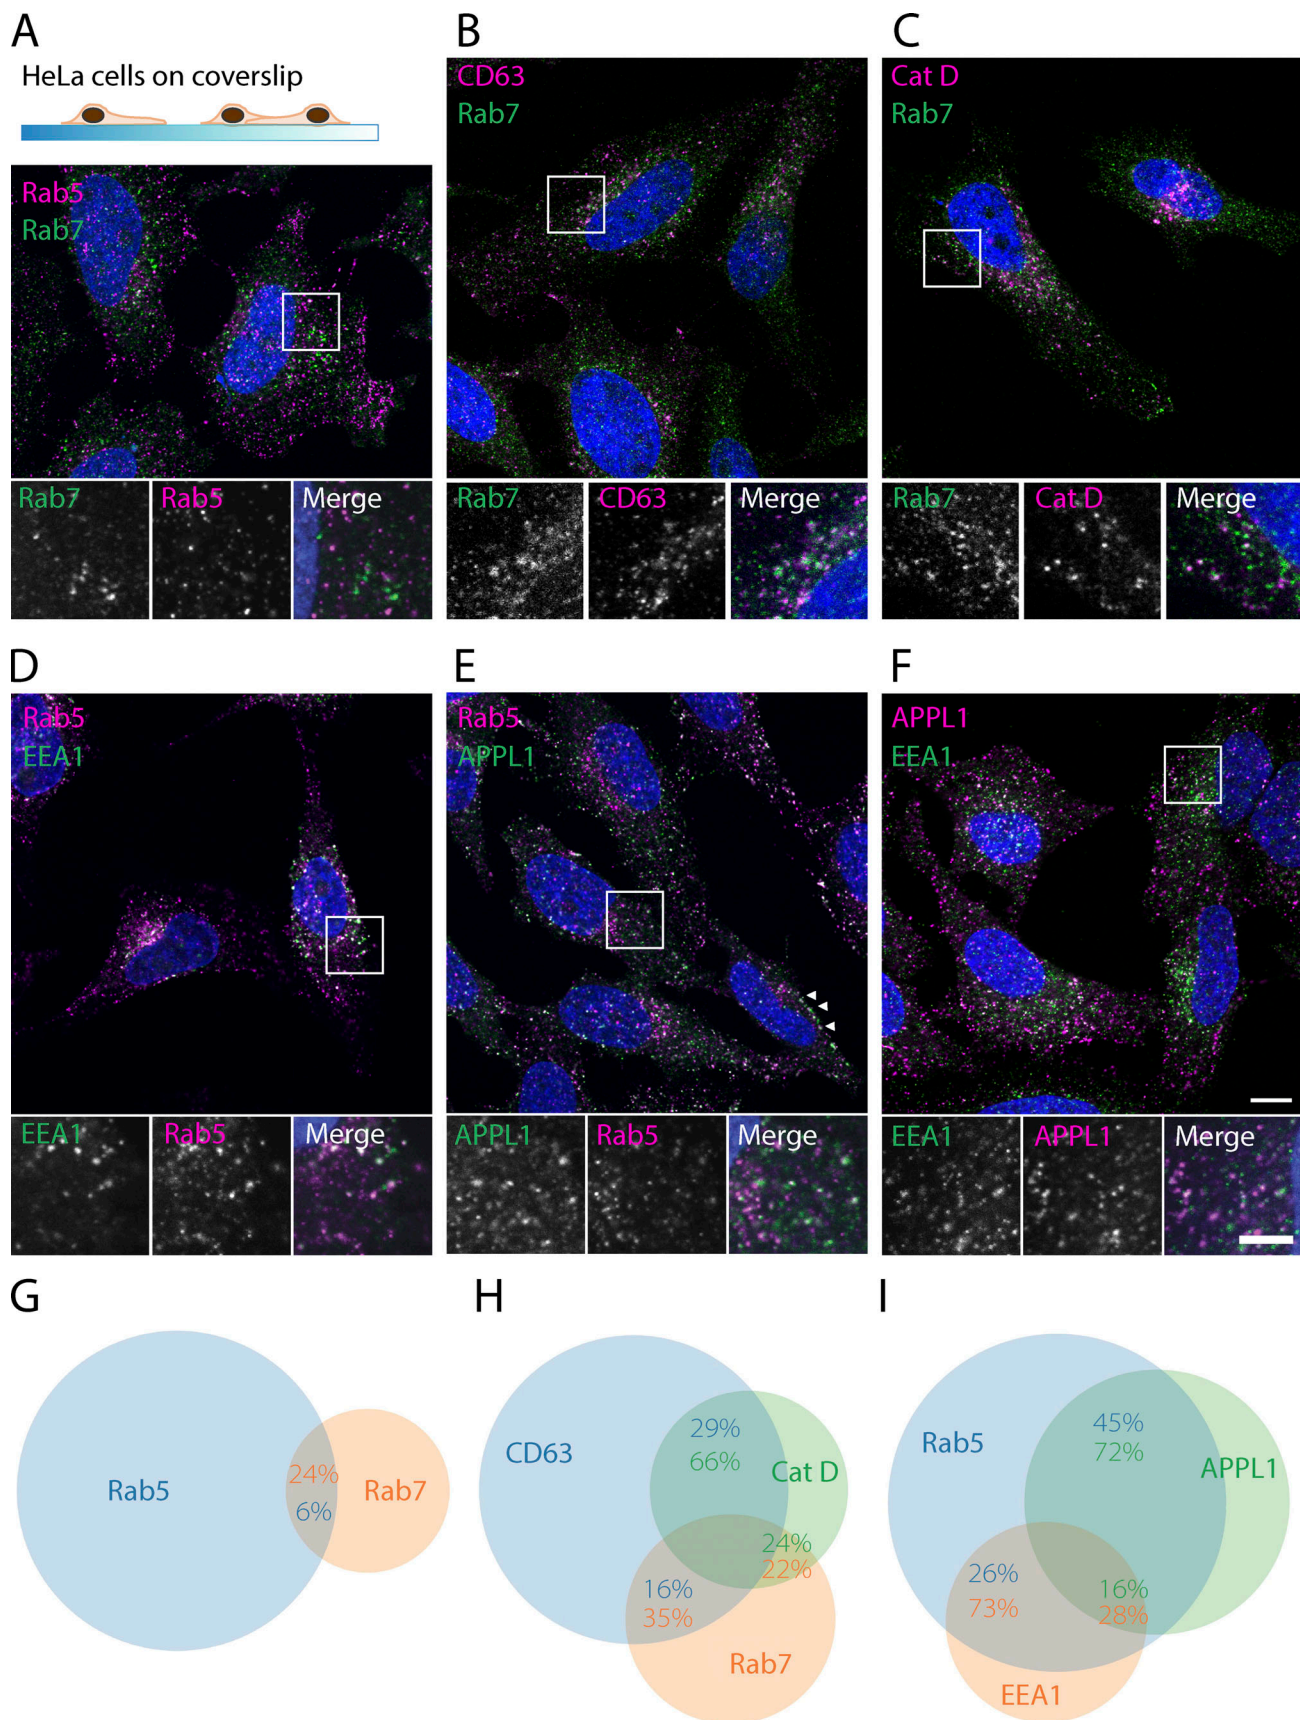 A
HeLa cells on coverslip
Rab5
Rab7
Rab7
Rab5
Merge
B
CD63
Rab7
Rab7
CD63
Merge
C
Cat D
Rab7
Rab7
Cat D
Merge
D
Rab5
EEA1
EEA1
Rab5
Merge
E
Rab5
APPL1
APPL1
Rab5
Merge
F
APPL1
EEA1
EEA1
APPL1
Merge
G
Rab5
24%
6%
Rab7
H
CD63
29%
66%
Cat D
24%
22%
16%
35%
Rab7
I
Rab5
45%
72%
APPL1
26%
73%
16%
28%
EEA1